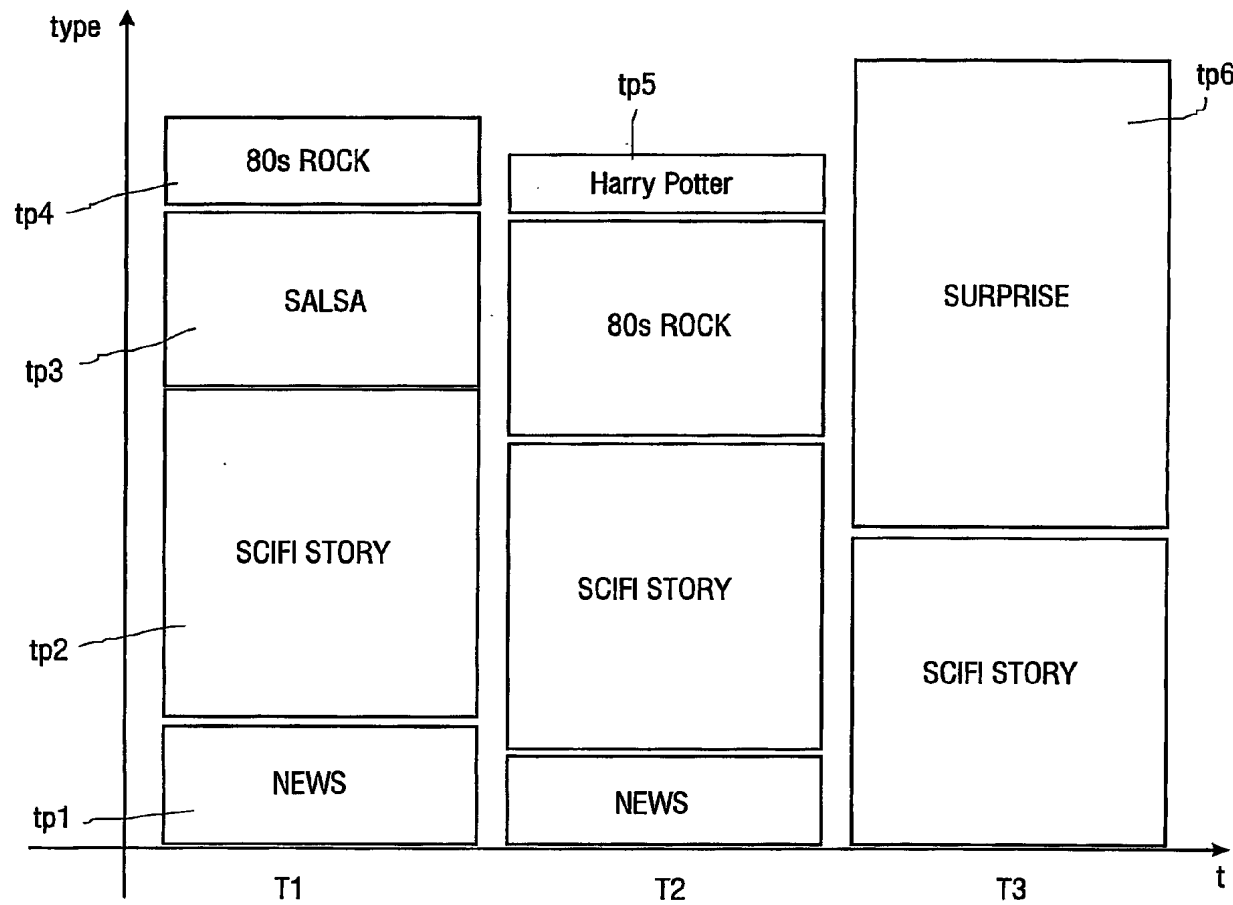 type
tp5
tp6
80s ROCK
Harry Potter
tp4
SALSA
SURPRISE
80s ROCK
tp3
SCIFI STORY
SCIFI STORY
tp2
SCIFI STORY
NEWS
NEWS
tp1
T1
T2
T3
t